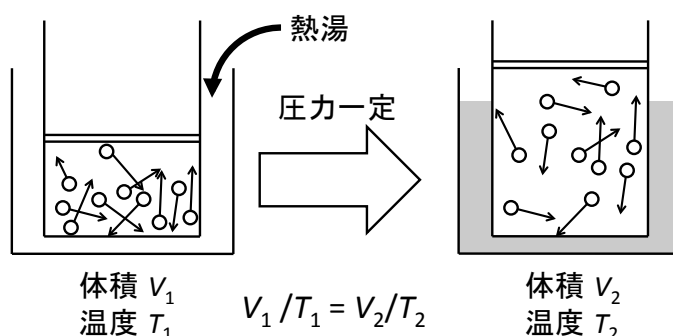 熱湯
圧力一定
体積 V₁
温度 T₁
V₁ /T₁ = V₂/T₂
体積 V₂
温度 T₂